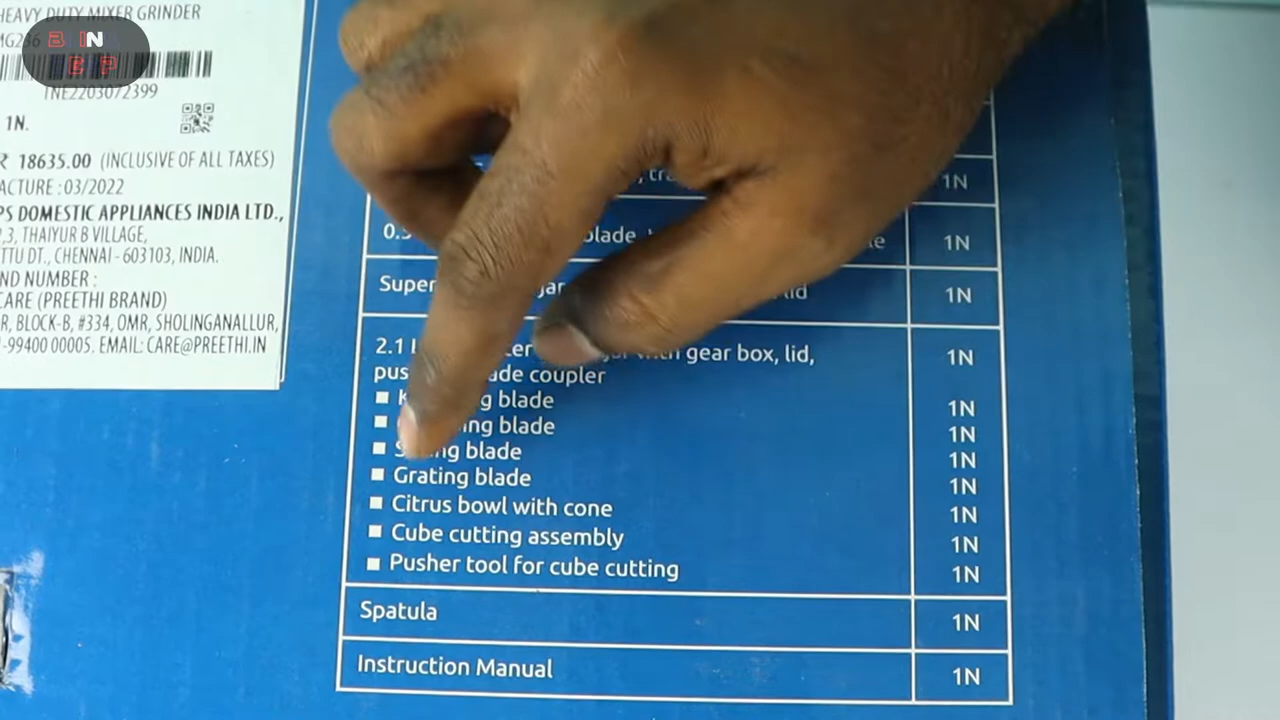 HEAVY DUTY MIXER GRINDER
MG236
B IN
B P
TNE2203072399
1N.
₹ 18635.00 (INCLUSIVE OF ALL TAXES)
ACTURE : 03/2022
PS DOMESTIC APPLIANCES INDIA LTD.,
2,3, THAIYUR B VILLAGE,
TTU DT., CHENNAI - 603103, INDIA.
ND NUMBER :
CARE (PREETHI BRAND)
R, BLOCK-B, #334, OMR, SHOLINGANALLUR,
-99400 00005. EMAIL: CARE@PREETHI.IN
1N
blade 1N
Super jar lid 1N
2.1 with gear box, lid, 1N
coupler
blade 1N
blade 1N
blade 1N
Grating blade 1N
Citrus bowl with cone 1N
Cube cutting assembly 1N
Pusher tool for cube cutting 1N
Spatula 1N
Instruction Manual 1N